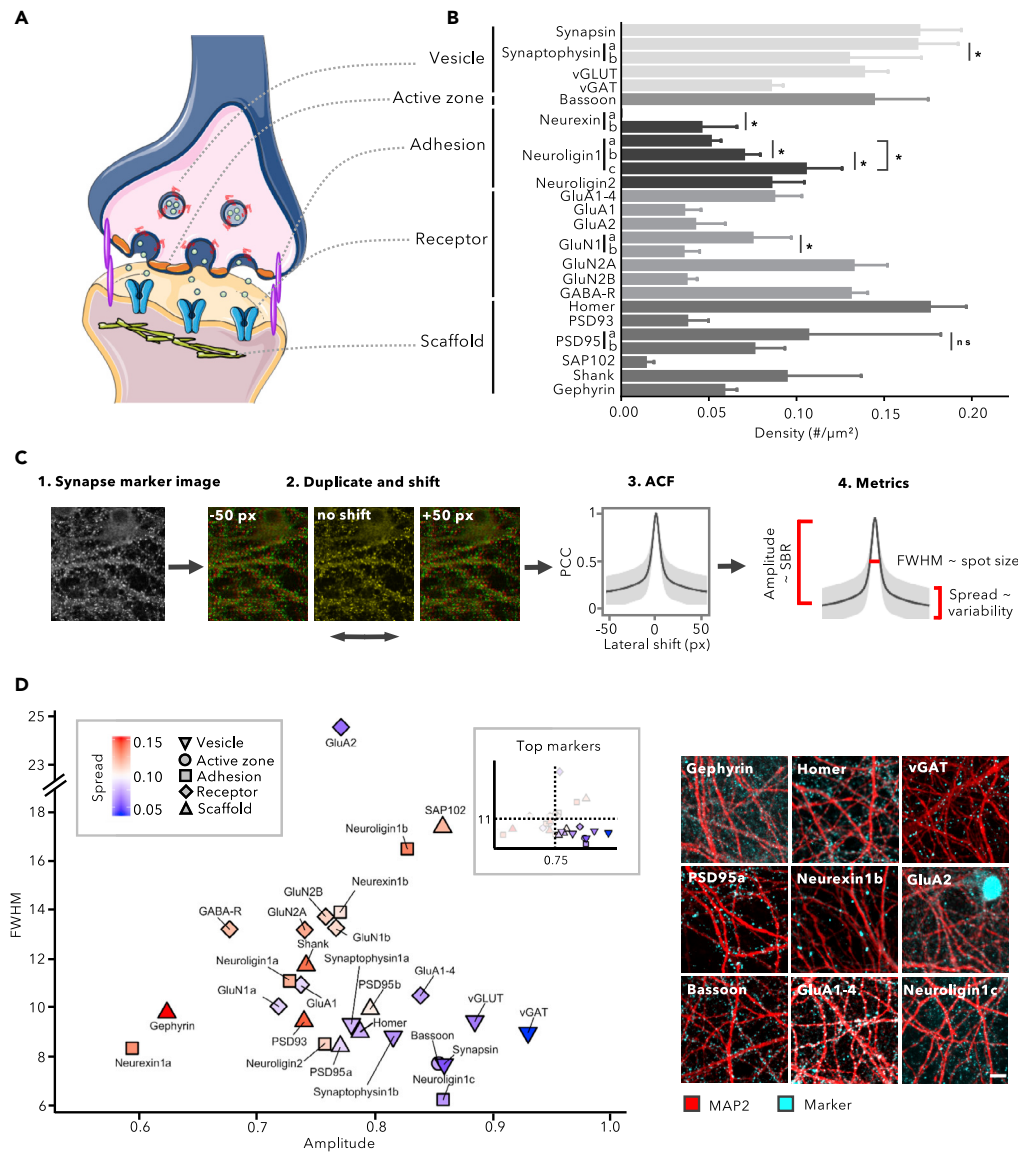 A
Vesicle
Active zone
Adhesion
Receptor
Scaffold
B
Synapsin
Synaptophysin
a
b
*
vGLUT
vGAT
Bassoon
Neurexin
a
b
*
Neuroligin1
a
b
c
*
*
*
Neuroligin2
GluA1-4
GluA1
GluA2
GluN1
a
b
*
GluN2A
GluN2B
GABA-R
Homer
PSD93
PSD95
a
b
ns
SAP102
Shank
Gephyrin
0.00 0.05 0.10 0.15 0.20
Density (#/µm²)
C
1. Synapse marker image
2. Duplicate and shift
3. ACF
4. Metrics
-50 px
no shift
+50 px
PCC
1
0.5
0
-50 0 50
Lateral shift (px)
Amplitude
~ SBR
FWHM ~ spot size
Spread ~
variability
D
25
23
18
16
14
12
10
8
6
FWHM
0.6 0.7 0.8 0.9 1.0
Amplitude
Spread
0.15
0.10
0.05
Vesicle
Active zone
Adhesion
Receptor
Scaffold
GluA2
Top markers
11
0.75
SAP102
Neuroligin1b
GluN2B
Neurexin1b
GABA-R
GluN2A
GluN1b
Shank
Neuroligin1a
Synaptophysin1a
GluN1a
GluA1
PSD95b
GluA1-4
vGLUT
vGAT
Gephyrin
Neurexin1a
PSD93
Homer
Bassoon
Synapsin
Neurolgin2
PSD95a
Synaptophysin1b
Neuroligin1c
Gephyrin
Homer
vGAT
PSD95a
Neurexin1b
GluA2
Bassoon
GluA1-4
Neuroligin1c
MAP2
Marker